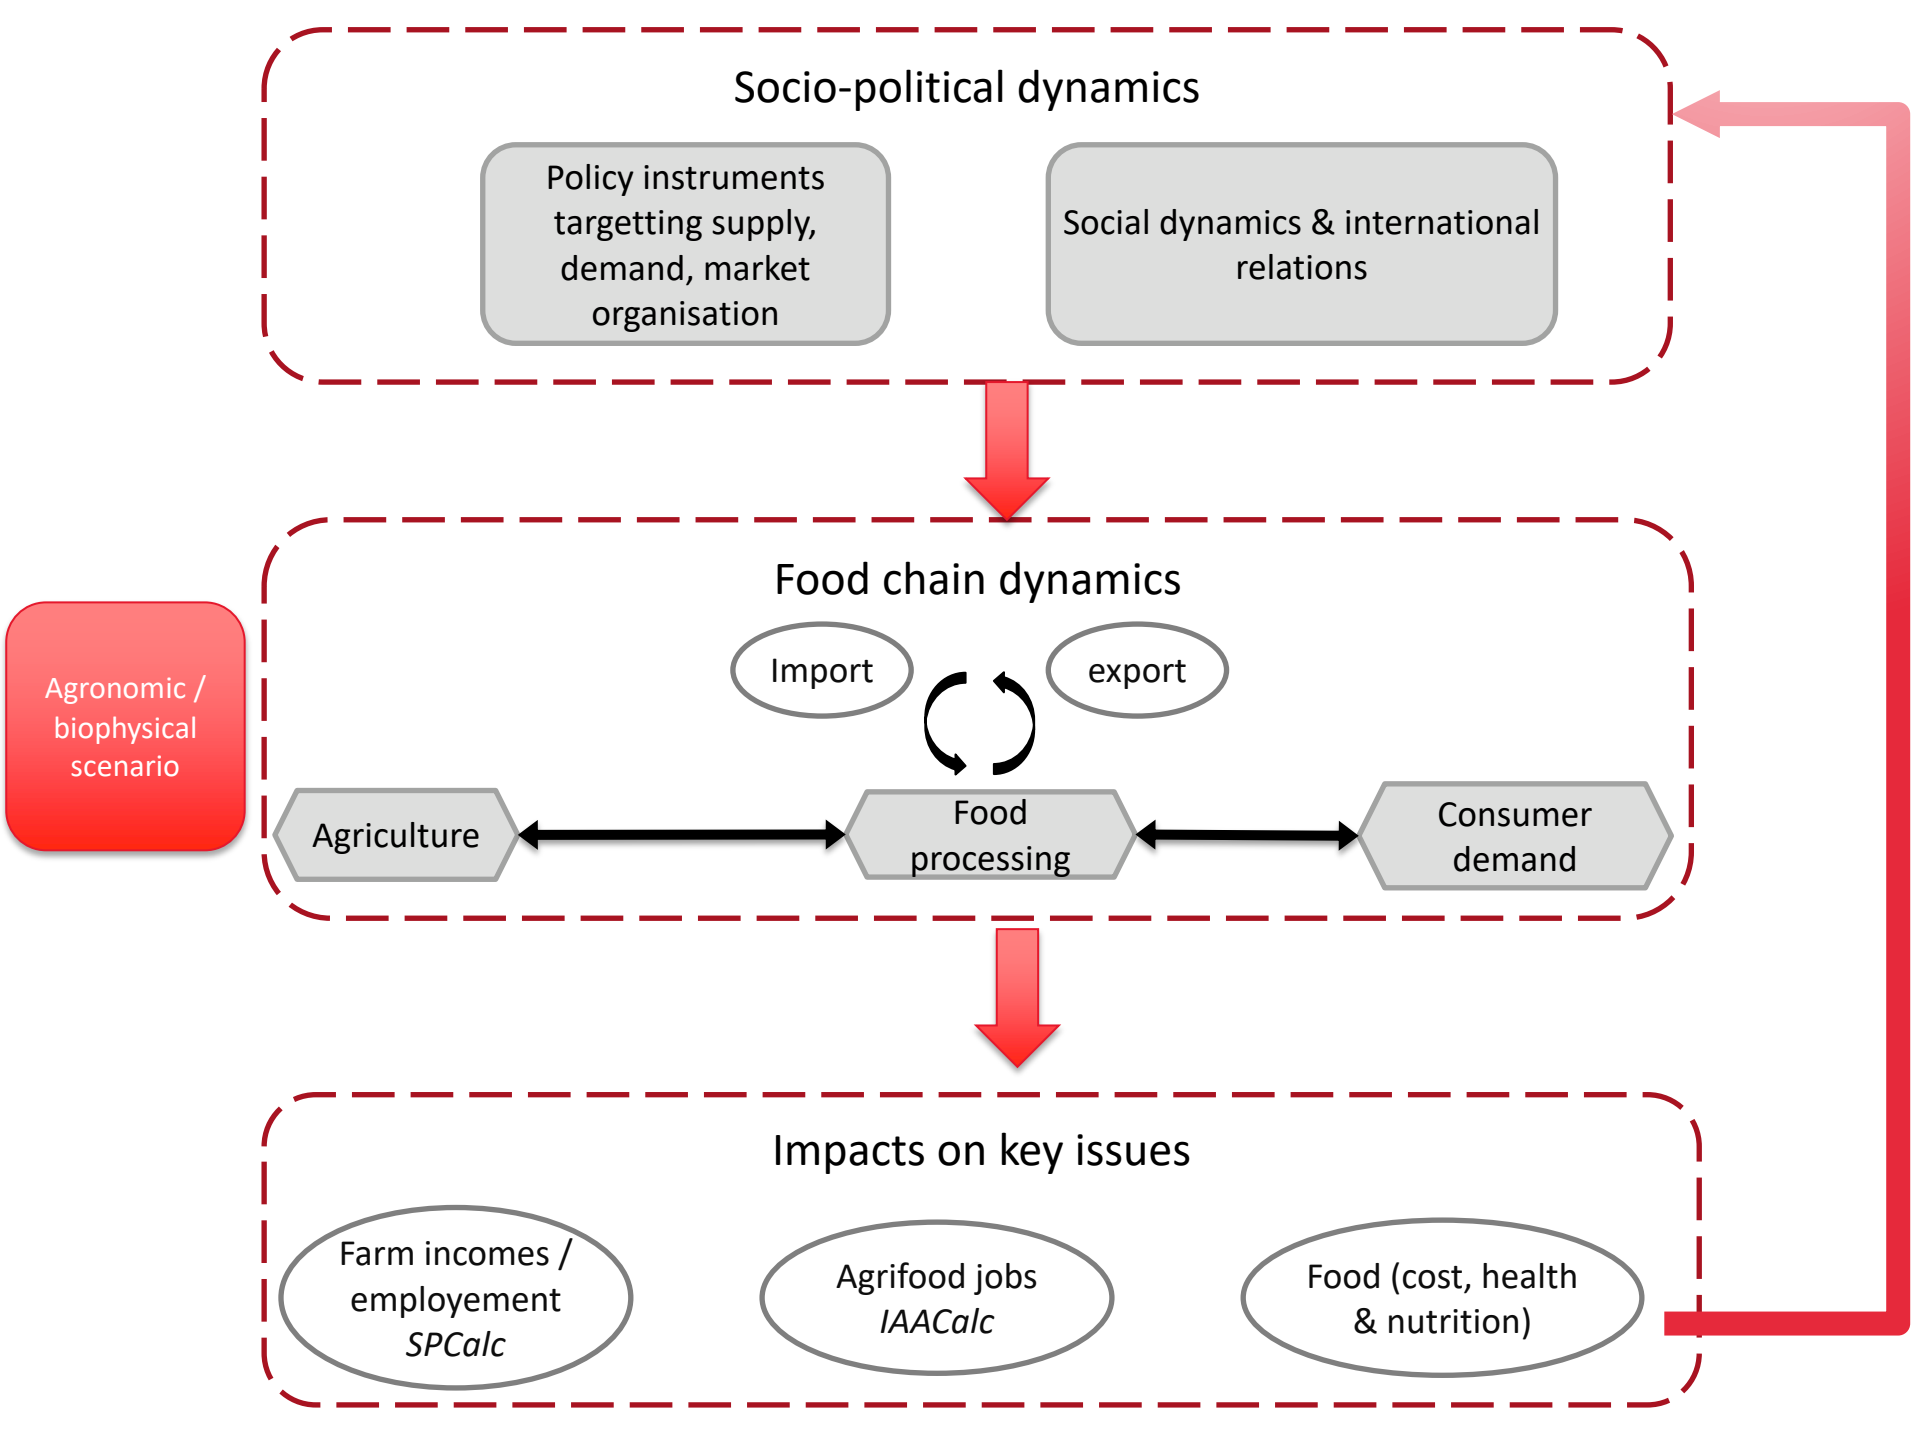 Socio-political dynamics
Policy instruments
targetting supply,
demand, market
organisation
Social dynamics & international
relations
Food chain dynamics
Import
export
Agronomic /
biophysical
scenario
Agriculture
Food
processing
Consumer
demand
Impacts on key issues
Farm incomes /
employement
SPCalc
Agrifood jobs
IAACalc
Food (cost, health
& nutrition)